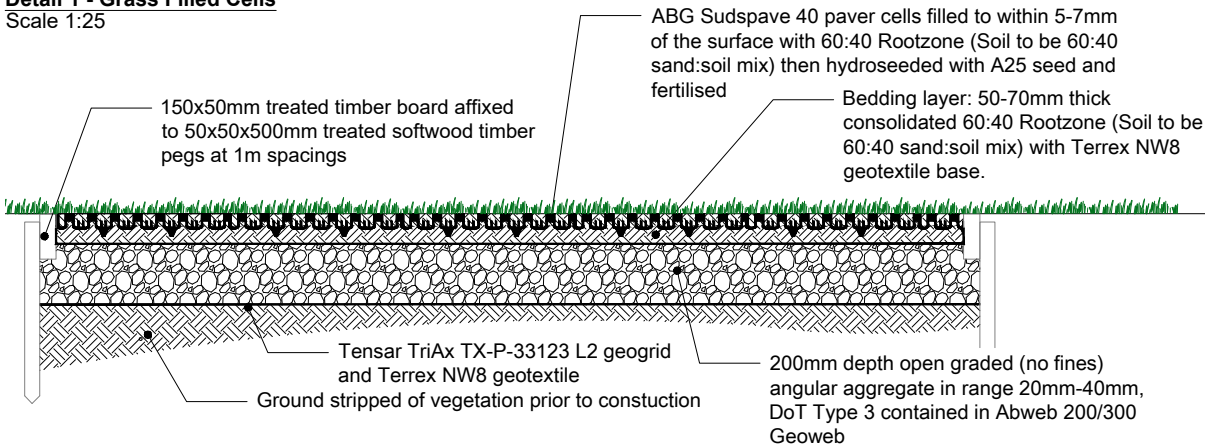 Detail 1 - Grass Filled Cells
Scale 1:25
ABG Sudspave 40 paver cells filled to within 5-7mm
of the surface with 60:40 Rootzone (Soil to be 60:40
sand:soil mix) then hydroseeded with A25 seed and
fertilised
150x50mm treated timber board affixed
to 50x50x500mm treated softwood timber
pegs at 1m spacings
Bedding layer: 50-70mm thick
consolidated 60:40 Rootzone (Soil to be
60:40 sand:soil mix) with Terrex NW8
geotextile base.
Tensar TriAx TX-P-33123 L2 geogrid
and Terrex NW8 geotextile
Ground stripped of vegetation prior to constuction
200mm depth open graded (no fines)
angular aggregate in range 20mm-40mm,
DoT Type 3 contained in Abweb 200/300
Geoweb